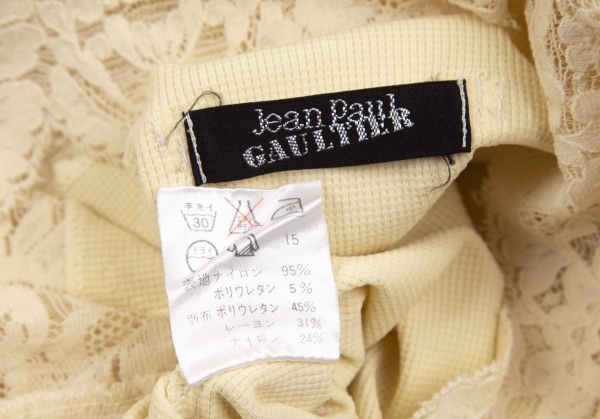 Jean Paul
GAULTIER
手洗イ
30
ドライ
15
表地 ナイロン 95%
ポリウレタン 5%
別布 ポリウレタン 45%
レーヨン 31%
ナイロン 24%